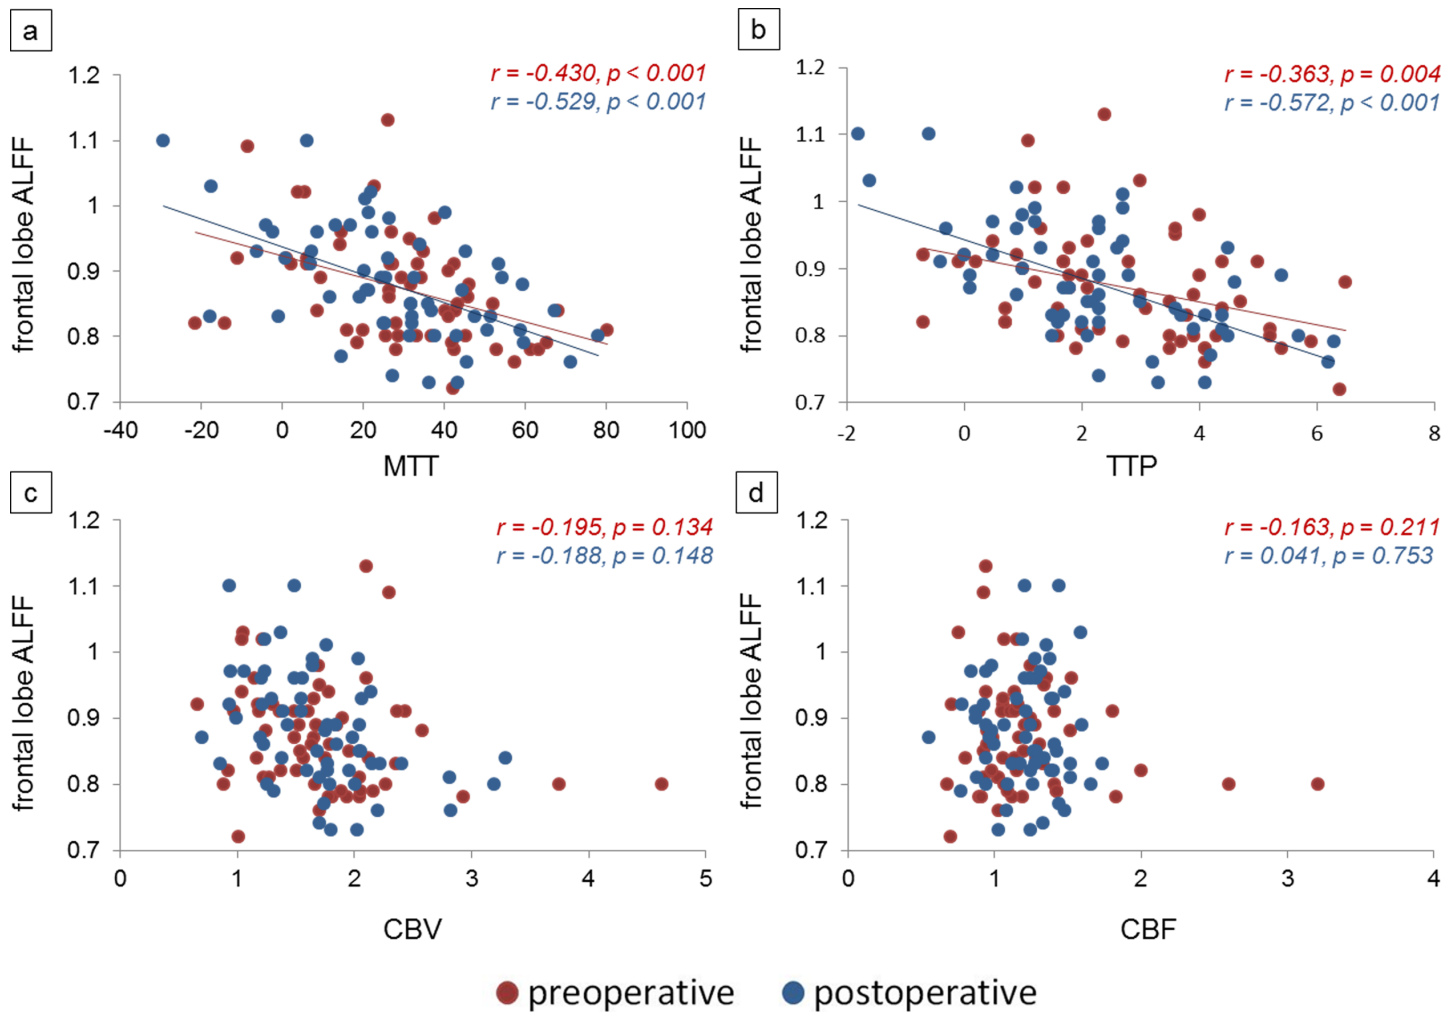 a
r = -0.430, p < 0.001
r = -0.529, p < 0.001
frontal lobe ALFF
1.2
1.1
1
0.9
0.8
0.7
-40 -20 0 20 40 60 80 100
MTT
b
r = -0.363, p = 0.004
r = -0.572, p < 0.001
frontal lobe ALFF
1.2
1.1
1
0.9
0.8
0.7
-2 0 2 4 6 8
TTP
c
r = -0.195, p = 0.134
r = -0.188, p = 0.148
frontal lobe ALFF
1.2
1.1
1
0.9
0.8
0.7
0 1 2 3 4 5
CBV
d
r = -0.163, p = 0.211
r = 0.041, p = 0.753
frontal lobe ALFF
1.2
1.1
1
0.9
0.8
0.7
0 1 2 3 4
CBF
preoperative postoperative